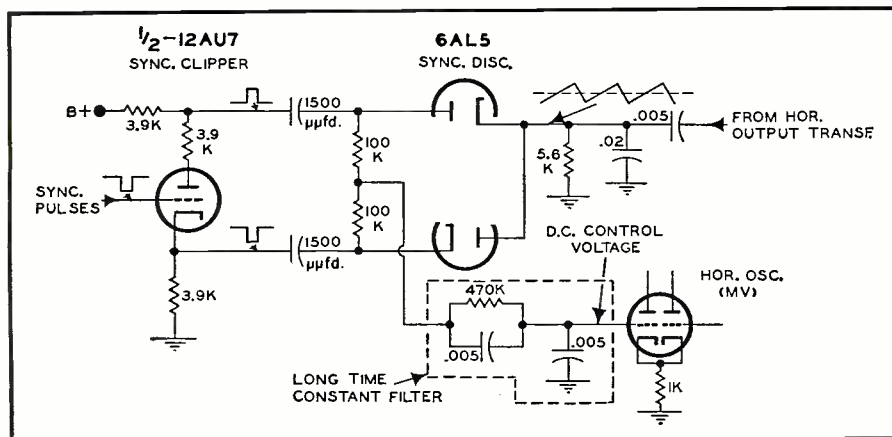 1/2-12AU7
SYNC. CLIPPER
6AL5
SYNC. DISC.
B+
3.9K
3.9
K
1500
µµfd.
100
K
100
K
.005
FROM HOR.
OUTPUT TRANSF.
5.6
K
.02
SYNC.
PULSES
1500
µµfd.
3.9K
D.C. CONTROL
VOLTAGE
HOR. OSC.
(MV)
470K
.005
.005
LONG TIME
CONSTANT FILTER
1K